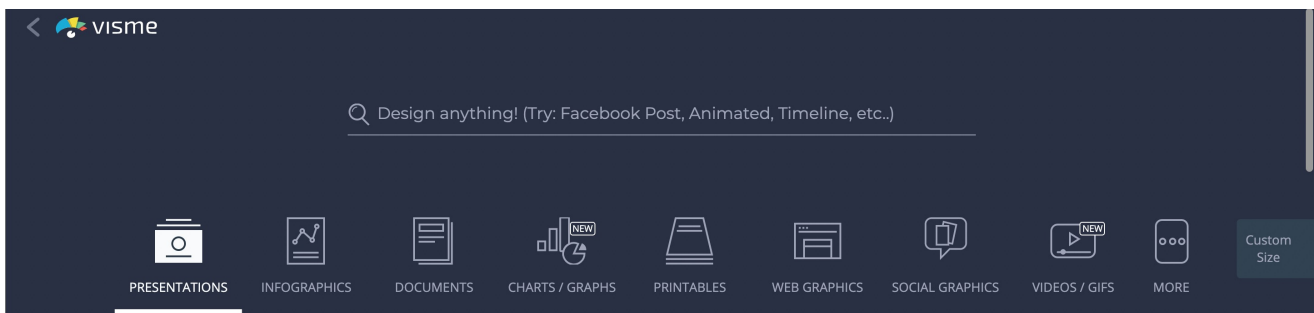 visme
Design anything! (Try: Facebook Post, Animated, Timeline, etc..)
NEW
NEW
Custom
Size
PRESENTATIONS
INFOGRAPHICS
DOCUMENTS
CHARTS / GRAPHS
PRINTABLES
WEB GRAPHICS
SOCIAL GRAPHICS
VIDEOS / GIFS
MORE